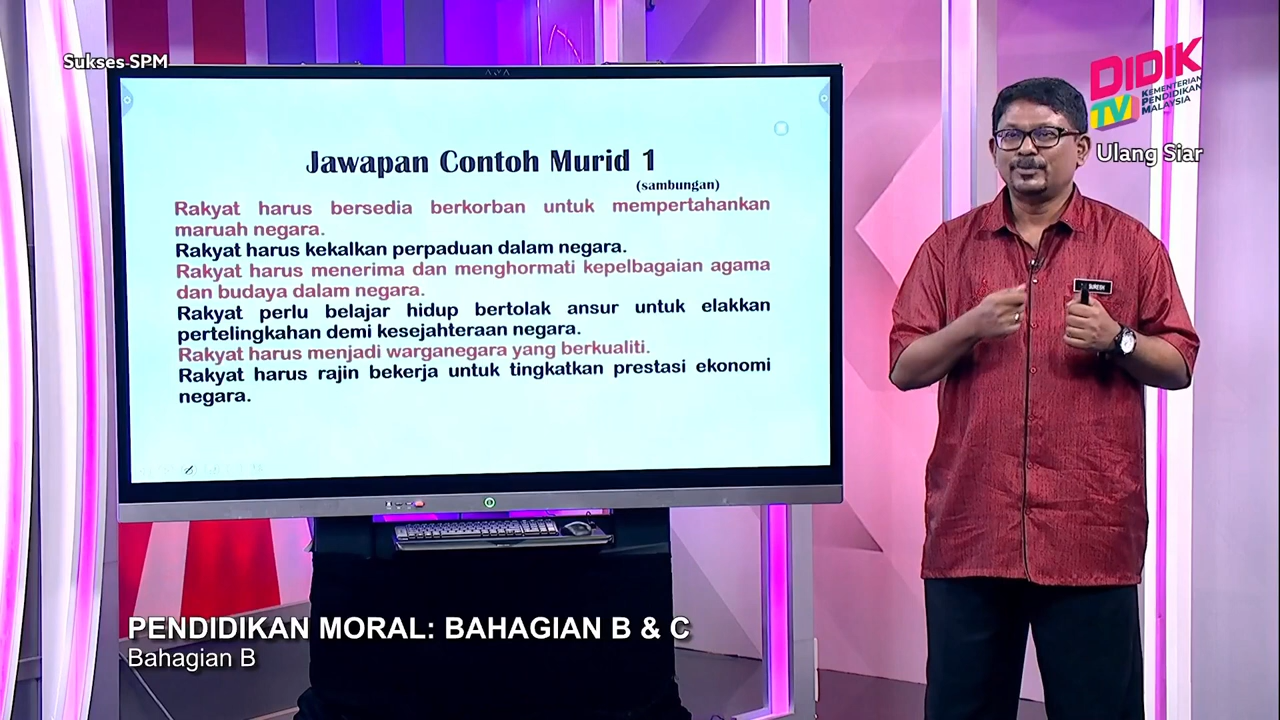 Sukses SPM
DIDIK
TV
KEMENTERIAN
PENDIDIKAN
MALAYSIA
Ulang Siar
Jawapan Contoh Murid 1
(sambungan)
Rakyat harus bersedia berkorban untuk mempertahankan
maruah negara.
Rakyat harus kekalkan perpaduan dalam negara.
Rakyat harus menerima dan menghormati kepelbagaian agama
dan budaya dalam negara.
Rakyat perlu belajar hidup bertolak ansur untuk elakkan
pertelingkahan demi kesejahteraan negara.
Rakyat harus menjadi warganegara yang berkualiti.
Rakyat harus rajin bekerja untuk tingkatkan prestasi ekonomi
negara.
SURESH
PENDIDIKAN MORAL: BAHAGIAN B & C
Bahagian B